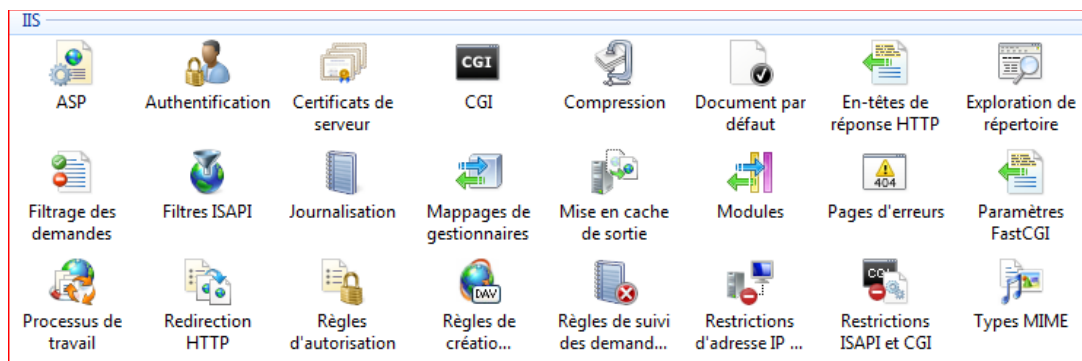 IIS
CGI
ASP
Authentification
Certificats de
serveur
CGI
Compression
Document par
défaut
En-têtes de
réponse HTTP
Exploration de
répertoire
404
Filtrage des
demandes
Filtres ISAPI
Journalisation
Mappages de
gestionnaires
Mise en cache
de sortie
Modules
Pages d'erreurs
Paramètres
FastCGI
DAV
CGI
Processus de
travail
Redirection
HTTP
Règles
d'autorisation
Règles de
créatio...
Règles de suivi
des demand...
Restrictions
d'adresse IP ...
Restrictions
ISAPI et CGI
Types MIME